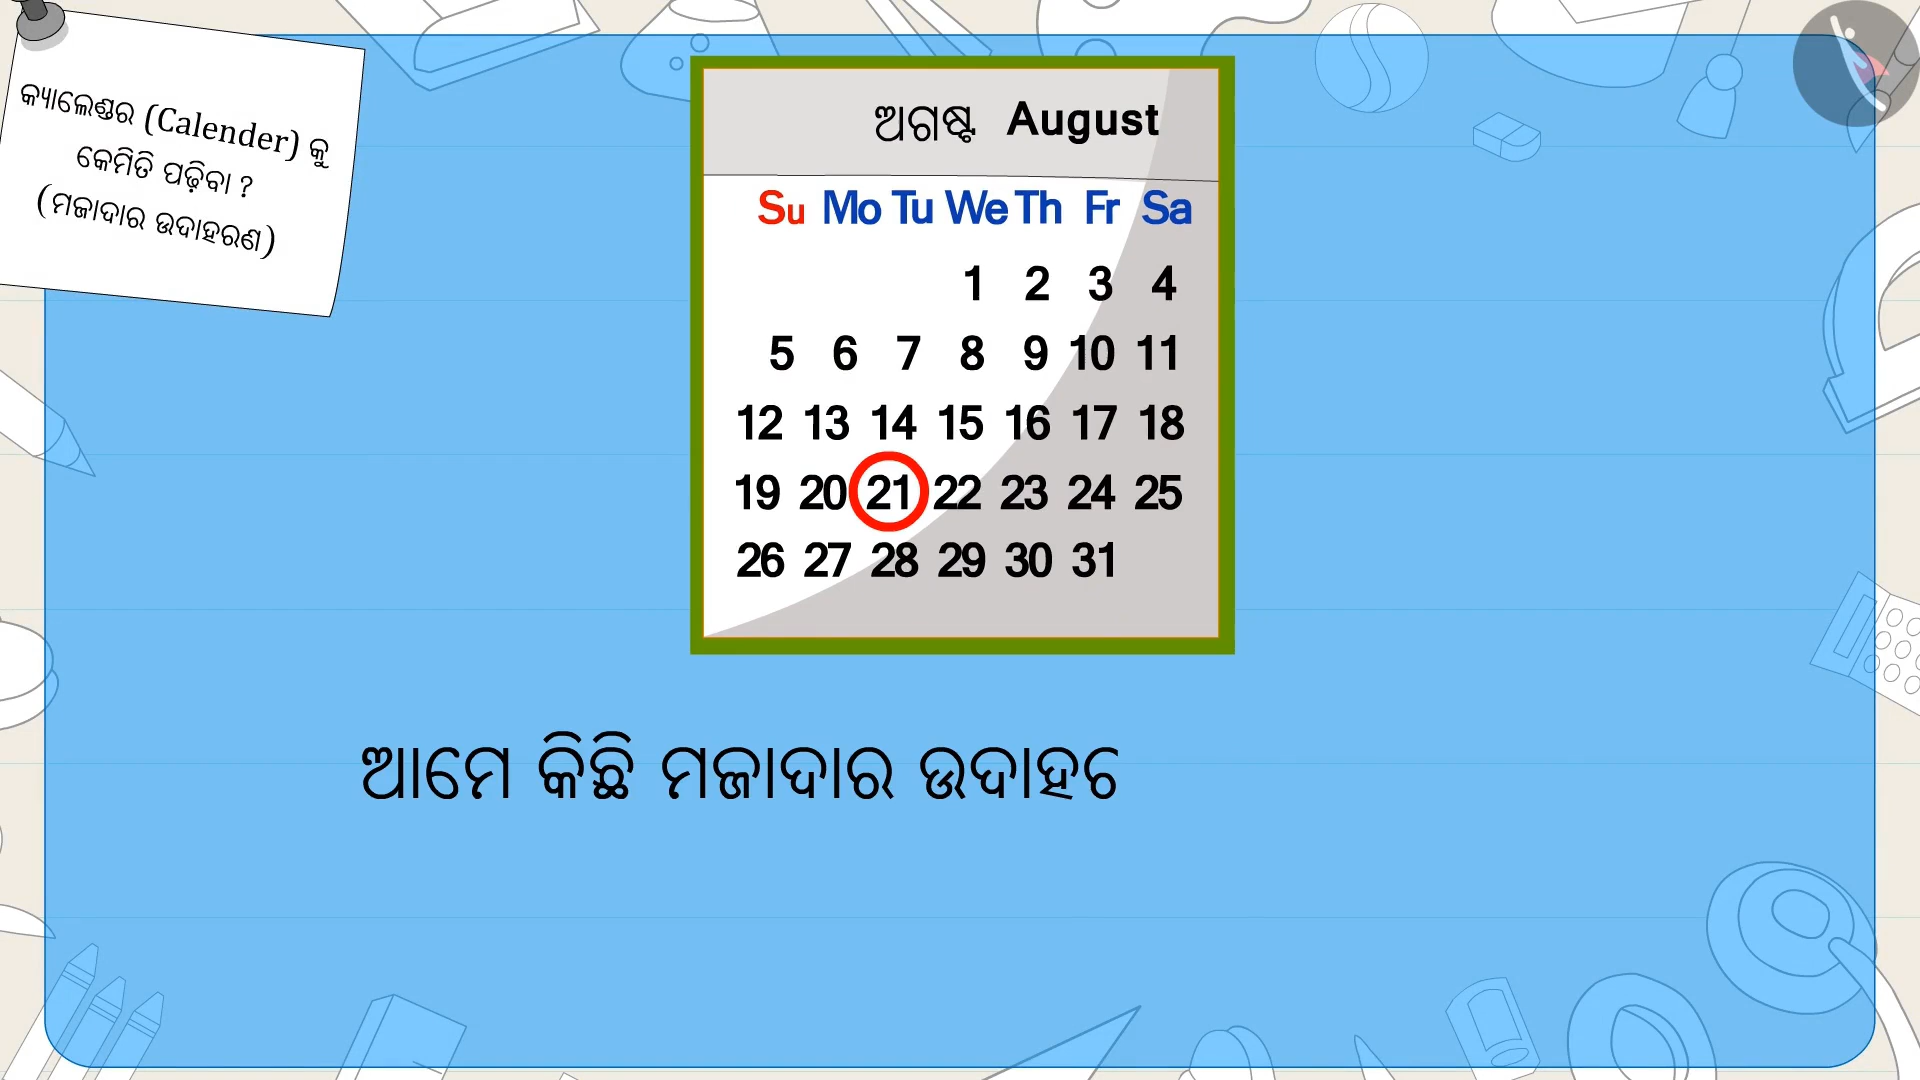 କ୍ୟାଲେଣ୍ଡର (Calender) କୁ
କେମିତି ପଢ଼ିବା ?
(ମଜାଦାର ଉଦାହରଣ)
ଅଗଷ୍ଟ August
Su Mo Tu We Th Fr Sa
1 2 3 4
5 6 7 8 9 10 11
12 13 14 15 16 17 18
19 20 21 22 23 24 25
26 27 28 29 30 31
ଆମେ କିଛି ମଜାଦାର ଉଦାହ